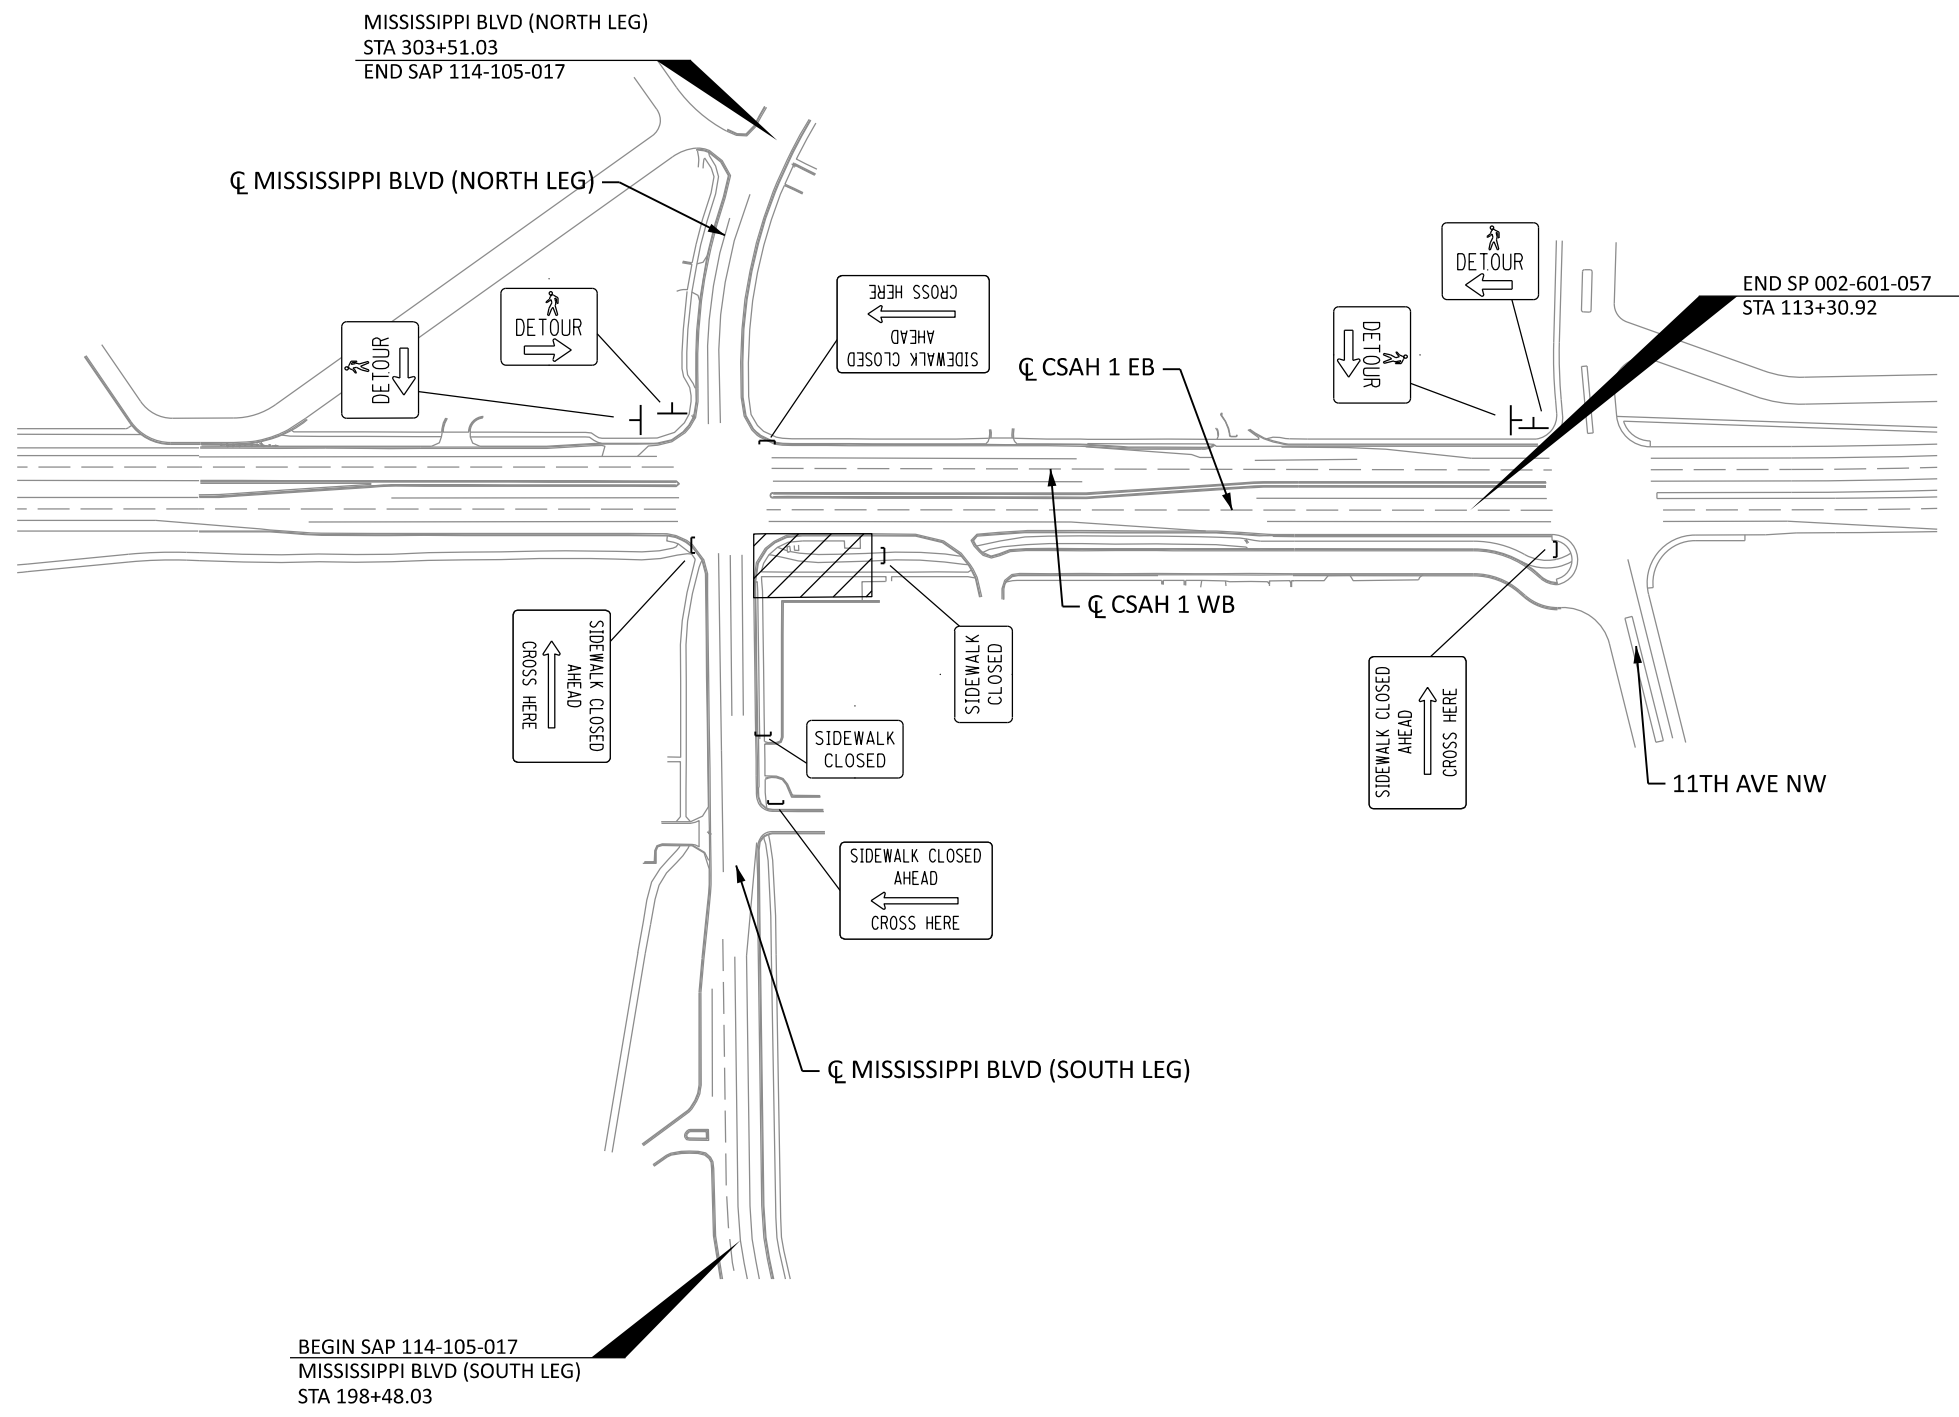 MISSISSIPPI BLVD (NORTH LEG)
STA 303+51.03
END SAP 114-105-017
℄ MISSISSIPPI BLVD (NORTH LEG)
DETOUR
DETOUR
CROSS HERE
AHEAD
SIDEWALK CLOSED
℄ CSAH 1 EB
DETOUR
DETOUR
END SP 002-601-057
STA 113+30.92
℄ CSAH 1 WB
SIDEWALK CLOSED
AHEAD
CROSS HERE
SIDEWALK
CLOSED
SIDEWALK
CLOSED
SIDEWALK CLOSED
AHEAD
CROSS HERE
11TH AVE NW
SIDEWALK CLOSED
AHEAD
CROSS HERE
℄ MISSISSIPPI BLVD (SOUTH LEG)
BEGIN SAP 114-105-017
MISSISSIPPI BLVD (SOUTH LEG)
STA 198+48.03